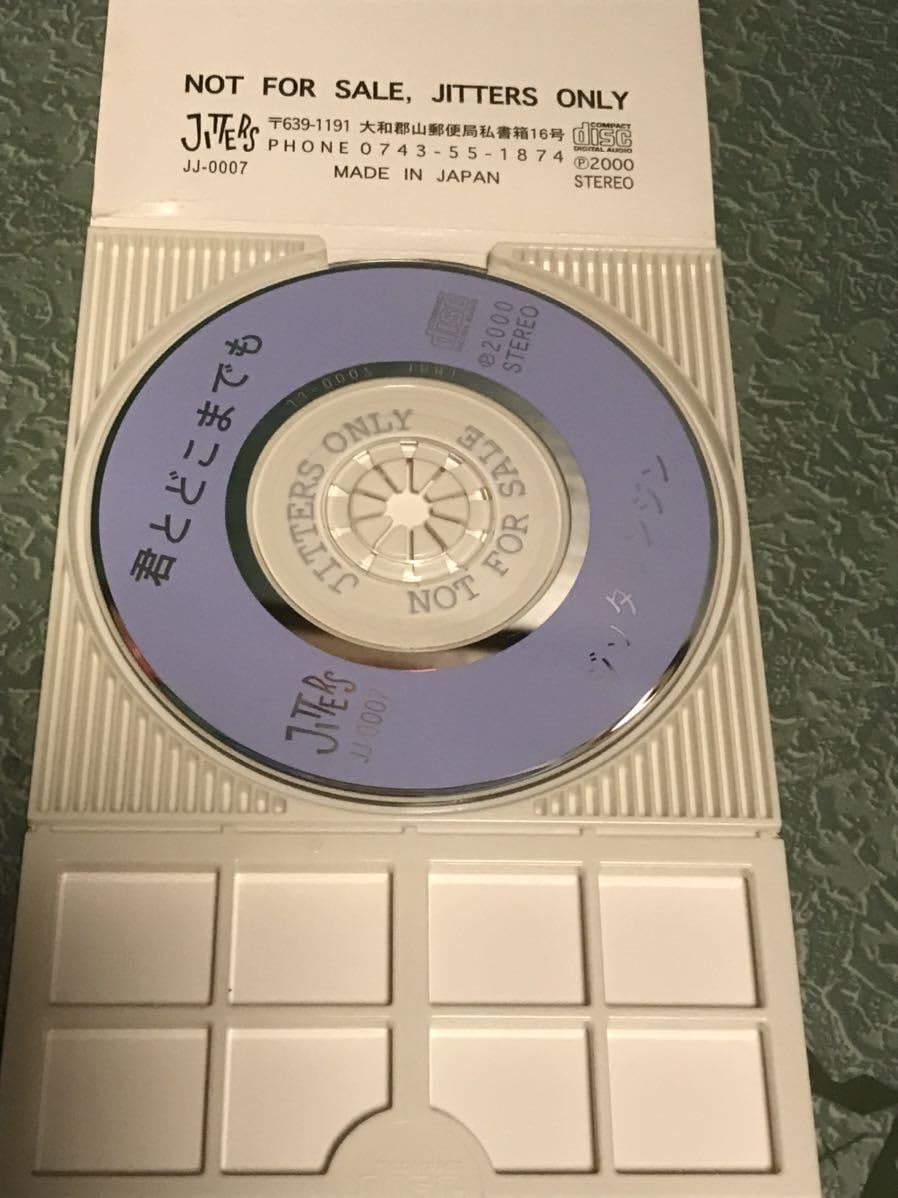 NOT FOR SALE, JITTERS ONLY
JITTERS
〒639-1191 大和郡山郵便局私書箱16号
PHONE 0743-55-1874
JJ-0007
MADE IN JAPAN
COMPACT
disc
DIGITAL AUDIO
℗2000
STEREO
disc
℗2000
STEREO
君とどこまでも
JITTERS ONLY
NOT FOR SALE
JITTERS
JJ-0007